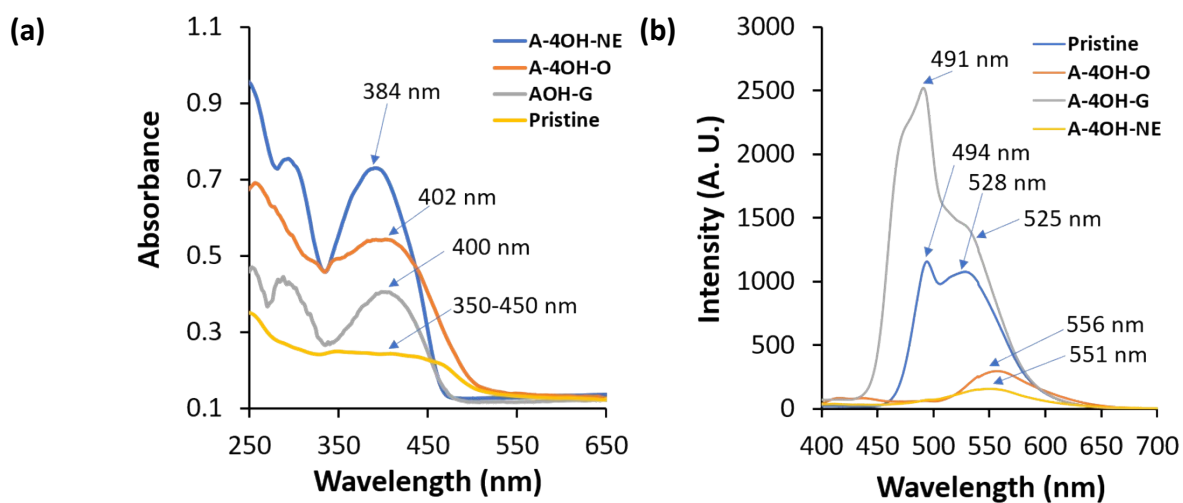 (a)
1.1
0.9
0.7
0.5
0.3
0.1
Absorbance
250
350
450
550
650
Wavelength (nm)
A-4OH-NE
A-4OH-O
AOH-G
Pristine
384 nm
402 nm
400 nm
350-450 nm
(b)
3000
2500
2000
1500
1000
500
0
Intensity (A. U.)
400
450
500
550
600
650
700
Wavelength (nm)
Pristine
A-4OH-O
A-4OH-G
A-4OH-NE
491 nm
494 nm
528 nm
525 nm
556 nm
551 nm